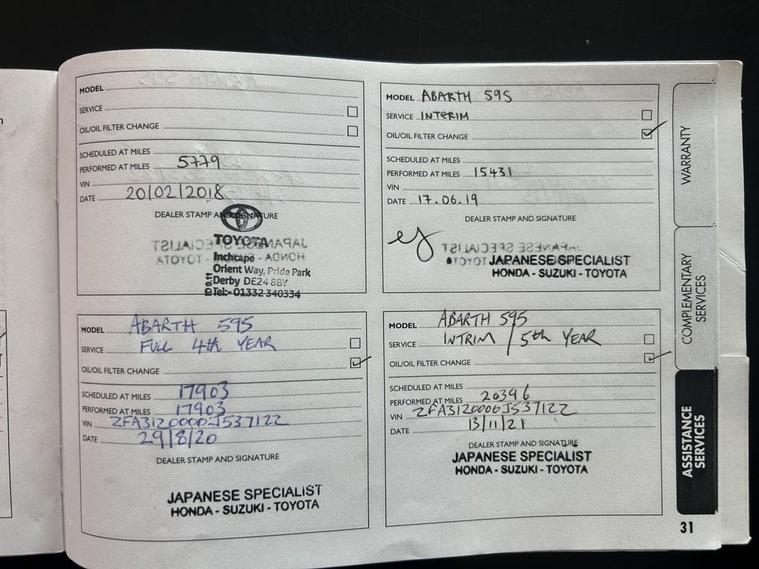 MODEL
SERVICE
OIL/OIL FILTER CHANGE
SCHEDULED AT MILES
PERFORMED AT MILES 5779
VIN
DATE 20/02/2018
DEALER STAMP AND SIGNATURE
TOYOTA
Inchcape
Orient Way, Pride Park
Derby DE24 8BY
Tel:- 01332 340334
JAPANESE SPECIALIST
HONDA - SUZUKI - TOYOTA
MODEL ABARTH 595
SERVICE INTERIM
OIL/OIL FILTER CHANGE
SCHEDULED AT MILES
PERFORMED AT MILES 15431
VIN
DATE 17.06.19
DEALER STAMP AND SIGNATURE
JAPANESE SPECIALIST
HONDA - SUZUKI - TOYOTA
MODEL ABARTH 595
SERVICE FULL 4th YEAR
OIL/OIL FILTER CHANGE
SCHEDULED AT MILES 17903
PERFORMED AT MILES 17903
VIN ZFA3120000J537122
DATE 29/8/20
DEALER STAMP AND SIGNATURE
JAPANESE SPECIALIST
HONDA - SUZUKI - TOYOTA
MODEL ABARTH 595
SERVICE INTRIM / 5th YEAR
OIL/OIL FILTER CHANGE
SCHEDULED AT MILES
PERFORMED AT MILES 20396
VIN ZFA3120000J537122
DATE 13/11/21
DEALER STAMP AND SIGNATURE
JAPANESE SPECIALIST
HONDA - SUZUKI - TOYOTA
WARRANTY
COMPLEMENTARY
SERVICES
ASSISTANCE
SERVICES
31